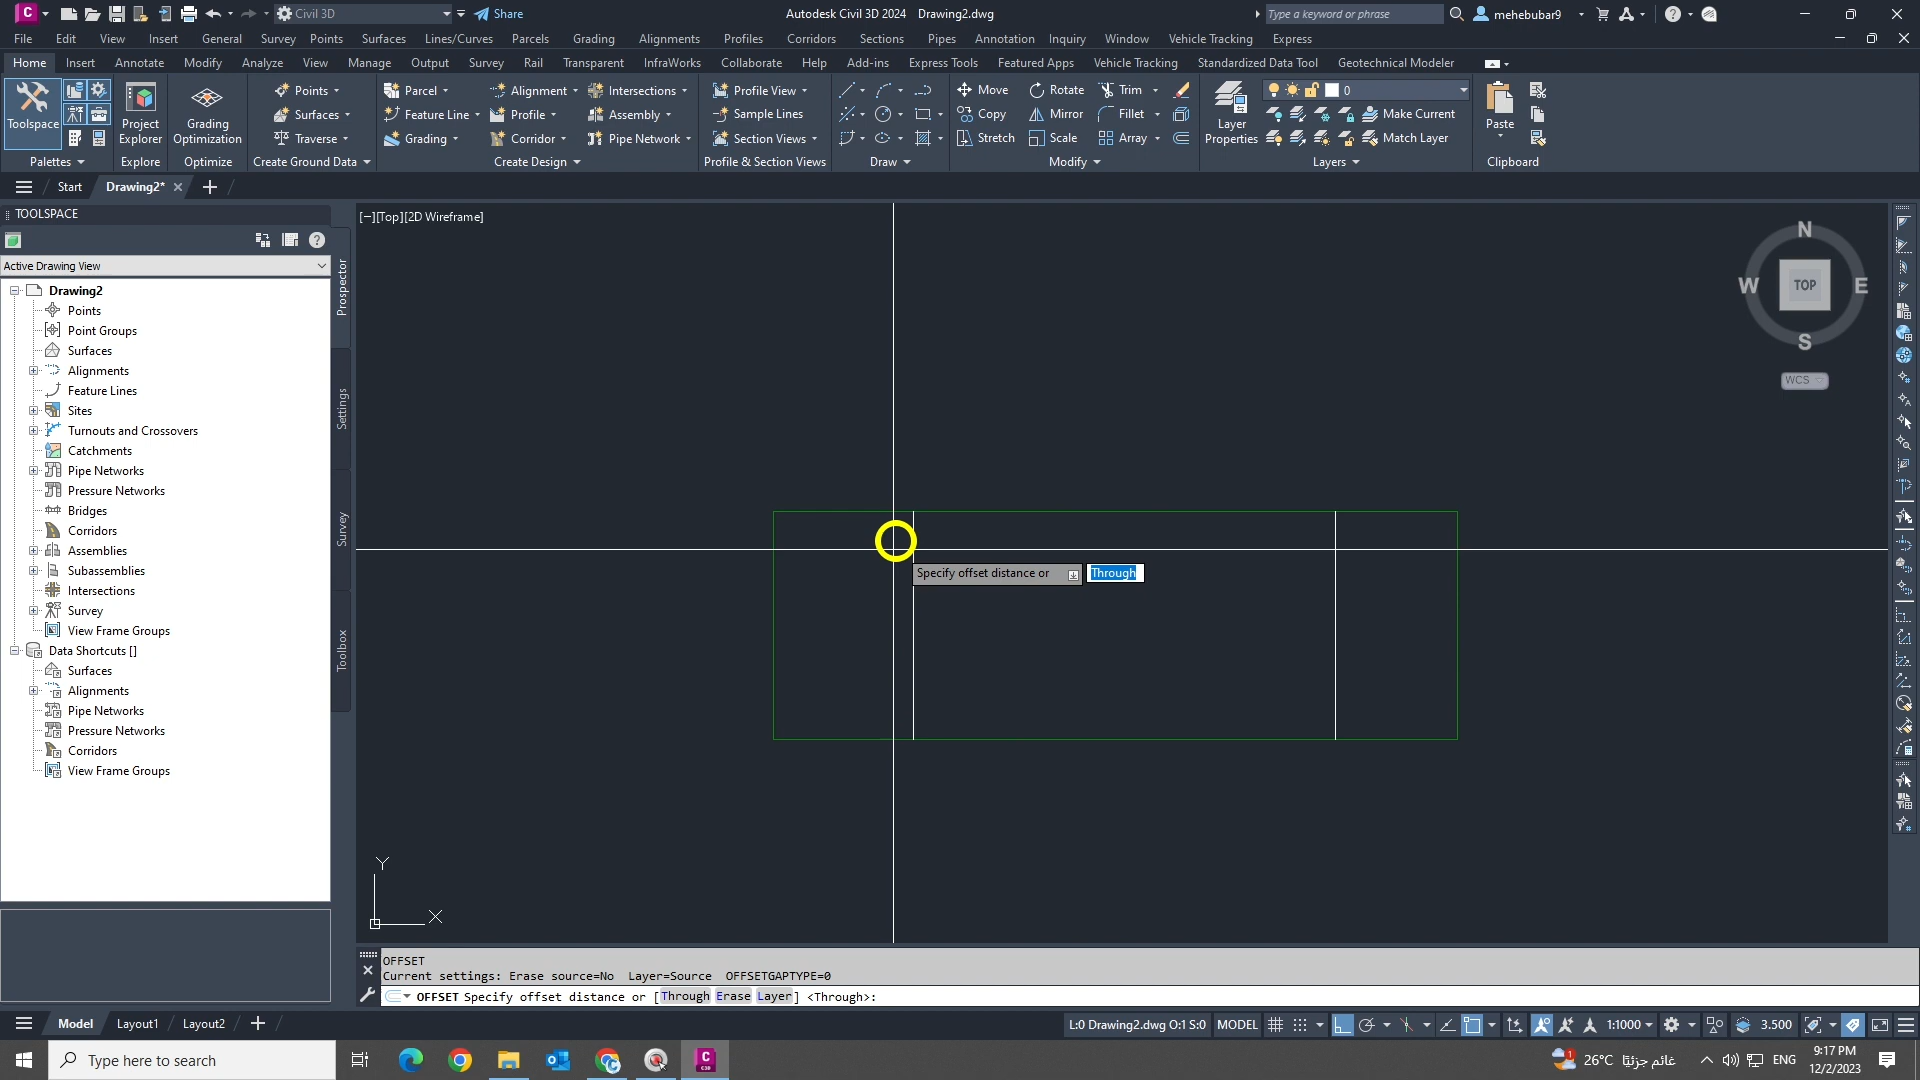 Civil 3D
Share
Autodesk Civil 3D 2024 Drawing2.dwg
Type a keyword or phrase
mehebubar9
File Edit View Insert General Survey Points Surfaces Lines/Curves Parcels Grading Alignments Profiles Corridors Sections Pipes Annotation Inquiry Window Vehicle Tracking Express
Home Insert Annotate Modify Analyze View Manage Output Survey Rail Transparent InfraWorks Collaborate Help Add-ins Express Tools Featured Apps Vehicle Tracking Standardized Data Tool Geotechnical Modeler
Points Parcel Alignment Intersections Profile View Move Rotate Trim 0
Toolspace Project Explorer Grading Optimization Surfaces Feature Line Profile Assembly Sample Lines Copy Mirror Fillet Layer Properties Make Current Paste
Traverse Grading Corridor Pipe Network Section Views Stretch Scale Array Match Layer
Palettes Explore Optimize Create Ground Data Create Design Profile & Section Views Draw Modify Layers Clipboard
Start Drawing2*
TOOLSPACE
[−][Top][2D Wireframe]
Active Drawing View
Drawing2
Points
Point Groups
Surfaces
Alignments
Feature Lines
Sites
Turnouts and Crossovers
Catchments
Pipe Networks
Pressure Networks
Bridges
Corridors
Assemblies
Subassemblies
Intersections
Survey
View Frame Groups
Data Shortcuts []
Surfaces
Alignments
Pipe Networks
Pressure Networks
Corridors
View Frame Groups
Prospector
Settings
Survey
Toolbox
N
W TOP E
S
WCS
Specify offset distance or Through
Y
X
OFFSET
Current settings: Erase source=No Layer=Source OFFSETGAPTYPE=0
OFFSET Specify offset distance or [Through Erase Layer] <Through>:
Model Layout1 Layout2
L:0 Drawing2.dwg O:1 S:0 MODEL 1:1000 3.500
Type here to search
C
C3D
1
26°C غائم جزئيًا
ENG
9:17 PM
12/2/2023